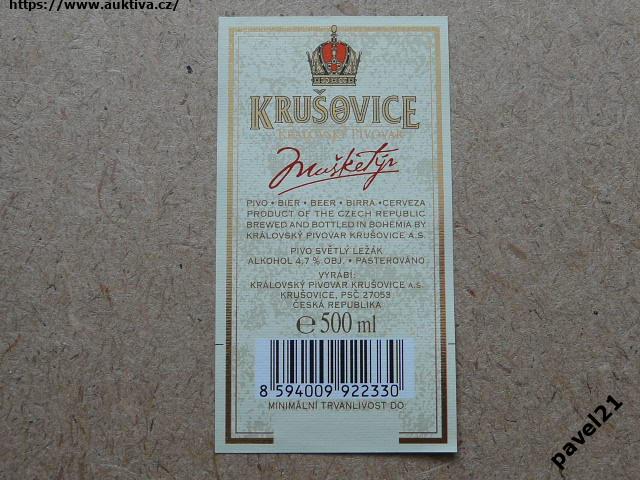 https://www.auktiva.cz/
KRUŠOVICE
KRÁLOVSKÝ PIVOVAR
Mušketýr
PIVO • BIER • BEER • BIRRA • CERVEZA
PRODUCT OF THE CZECH REPUBLIC
BREWED AND BOTTLED IN BOHEMIA BY
KRÁLOVSKÝ PIVOVAR KRUŠOVICE A.S.
PIVO SVĚTLÝ LEŽÁK
ALKOHOL 4,7 % OBJ. • PASTEROVÁNO
VYRÁBÍ:
KRÁLOVSKÝ PIVOVAR KRUŠOVICE A.S.
KRUŠOVICE, PSČ 27053
ČESKÁ REPUBLIKA
℮ 500 ml
8 594009 922330
MINIMÁLNÍ TRVANLIVOST DO:
pavel21